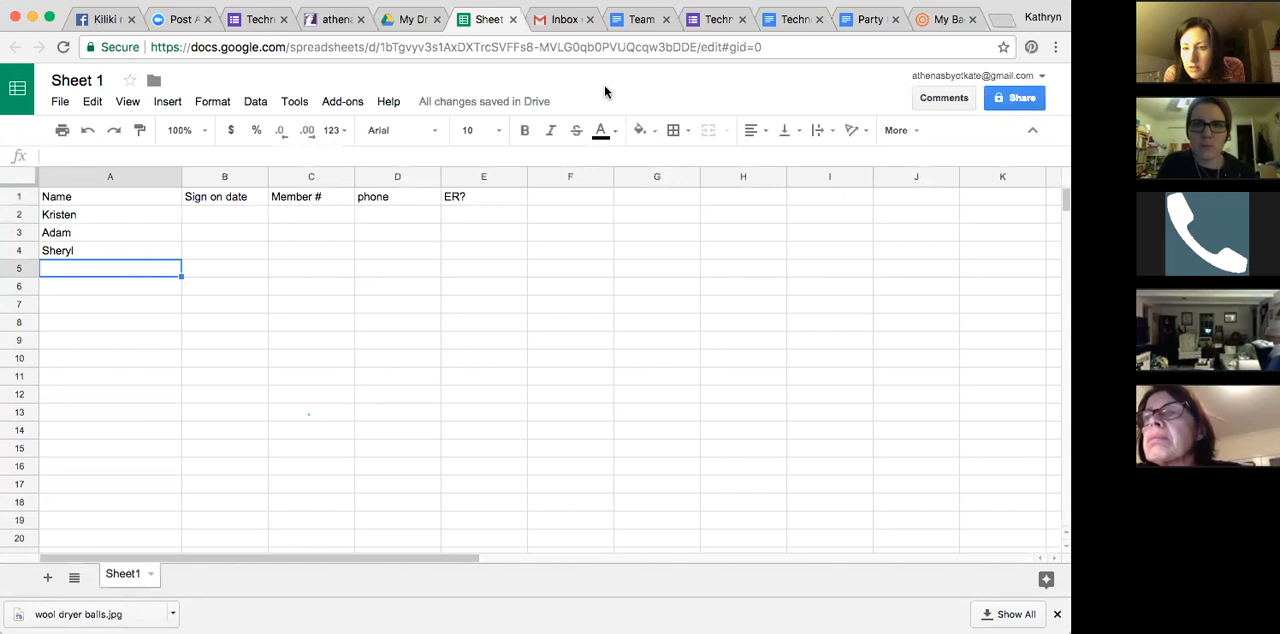 Kiliki r
Post A
Techn
athena
My Dr
Sheet
Inbox
Team
Techn
Techn
Party
My Ba
Kathryn
Secure https://docs.google.com/spreadsheets/d/1bTgvyv3s1AxDXTrcSVFFs8-MVLG0qb0PVUQcqw3bDDE/edit#gid=0
Sheet 1
athenasbyotkate@gmail.com
File Edit View Insert Format Data Tools Add-ons Help All changes saved in Drive
Comments Share
100% $ % .0 .00 123 Arial 10 B I S A More
fx
A B C D E F G H I J K
1 Name Sign on date Member # phone ER?
2 Kristen
3 Adam
4 Sheryl
5
6
7
8
9
10
11
12
13
14
15
16
17
18
19
20
+ Sheet1
wool dryer balls.jpg Show All